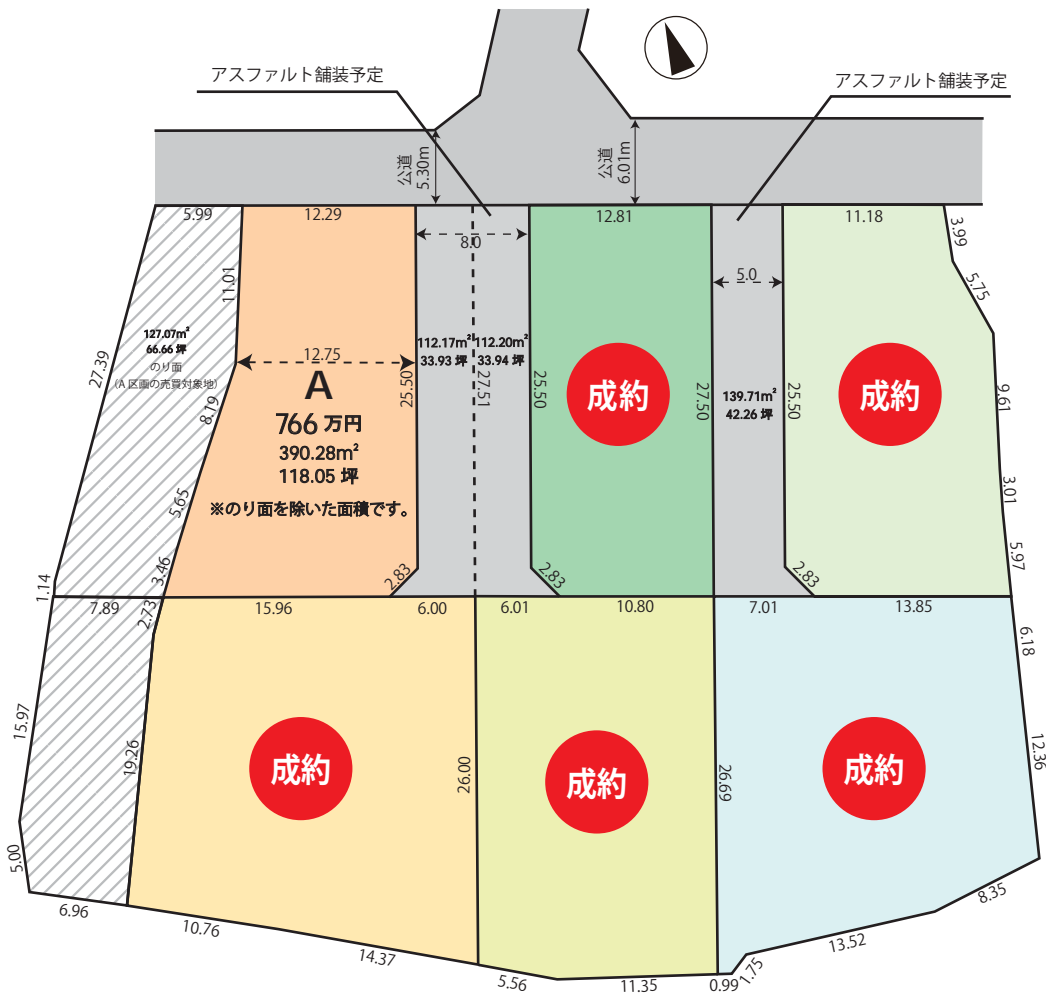 アスファルト舗装予定
アスファルト舗装予定
公道
5.30m
公道
6.01m
5.99
12.29
8.0
12.81
5.0
11.18
3.99
5.75
11.01
27.39
127.07m²
66.66 坪
のり面
（A 区画の売買対象地）
12.75
A
766 万円
390.28m²
118.05 坪
※のり面を除いた面積です。
8.19
5.65
3.46
25.50
112.17m²
33.93 坪
27.51
112.20m²
33.94 坪
25.50
成約
27.50
139.71m²
42.26 坪
25.50
成約
9.61
3.01
5.97
2.83
2.83
2.83
1.14
7.89
2.73
15.96
6.00
6.01
10.80
7.01
13.85
6.18
15.97
19.26
成約
26.00
成約
26.69
成約
12.36
5.00
6.96
10.76
14.37
5.56
11.35
0.99
1.75
13.52
8.35